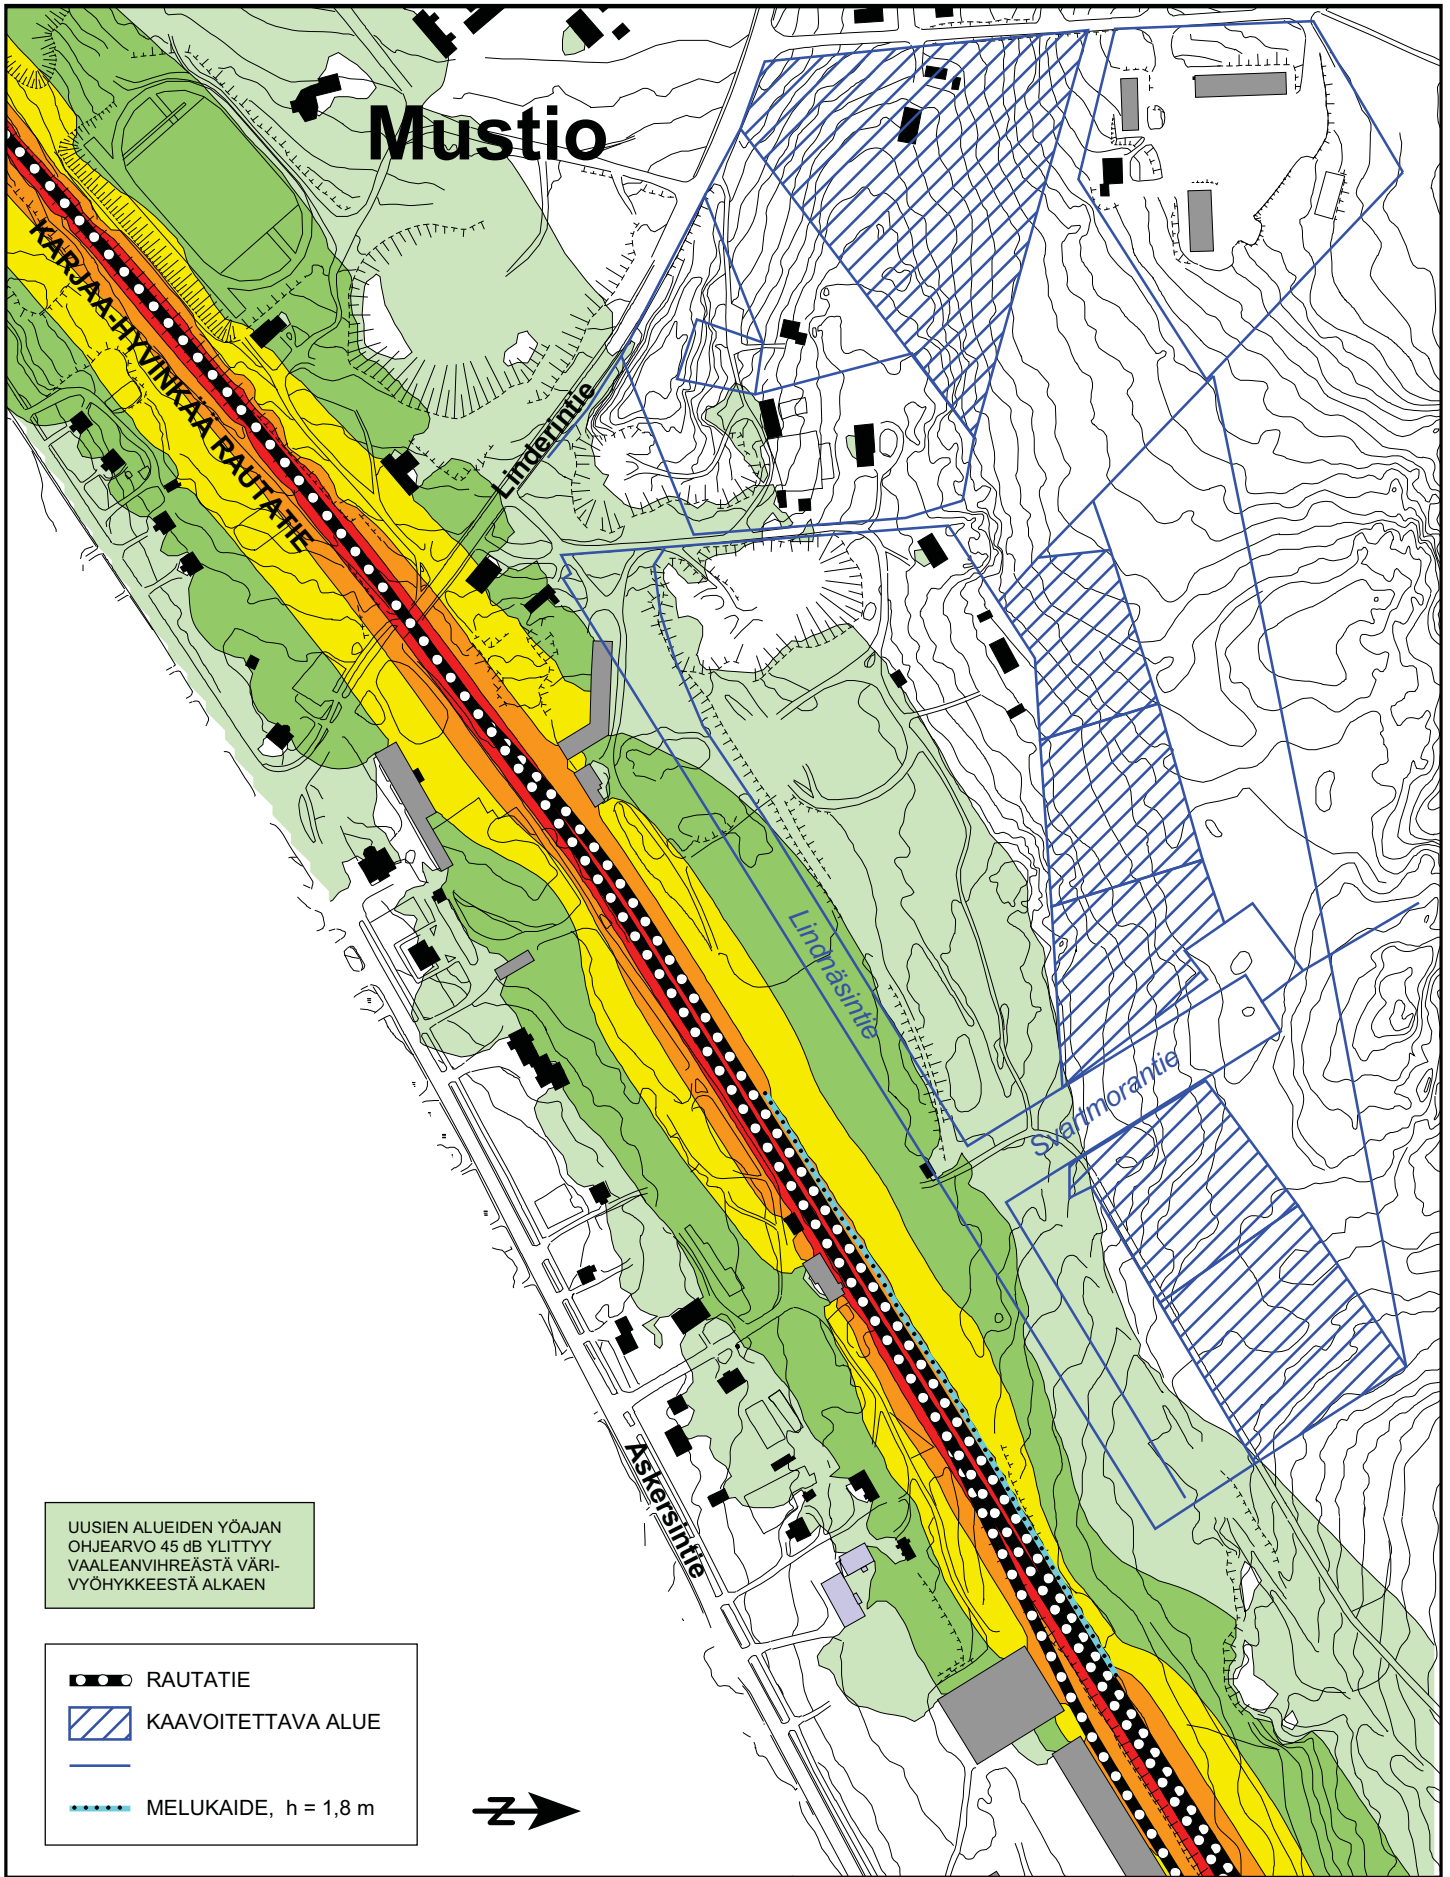 Mustio
KARJAA-HYVINKÄÄ RAUTATIE
Linderintie
Lindnäsintie
Svartmorantie
Askersintie
UUSIEN ALUEIDEN YÖAJAN
OHJEARVO 45 dB YLITTYY
VAALEANVIHREÄSTÄ VÄRI-
VYÖHYKKEESTÄ ALKAEN
RAUTATIE
KAAVOITETTAVA ALUE
MELUKAIDE, h = 1,8 m
N